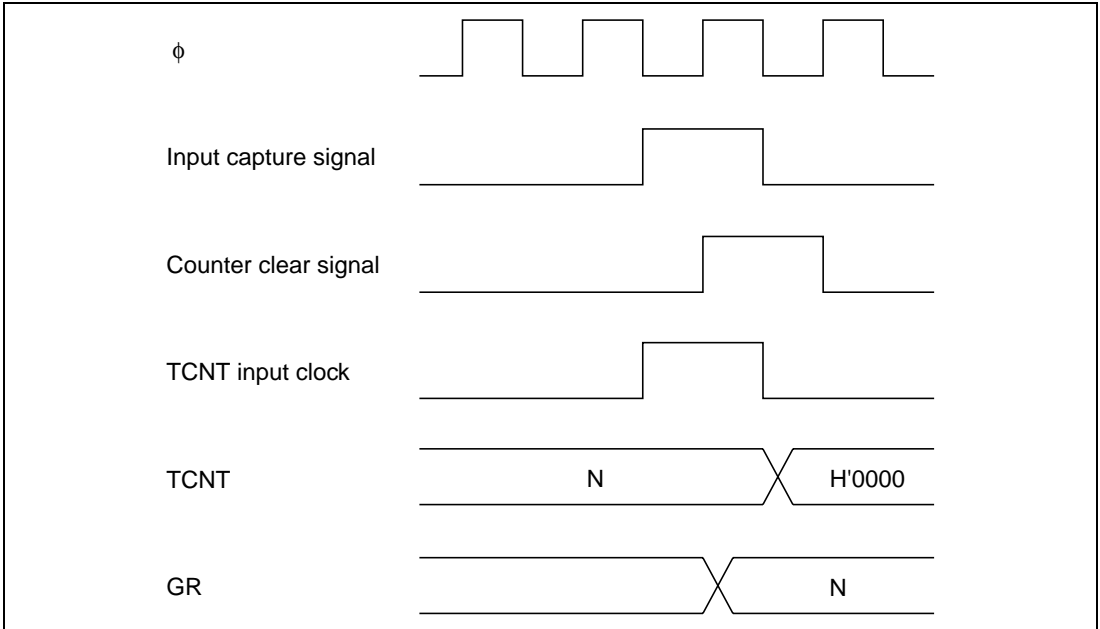 ϕ
Input capture signal
Counter clear signal
TCNT input clock
TCNT N H'0000
GR N